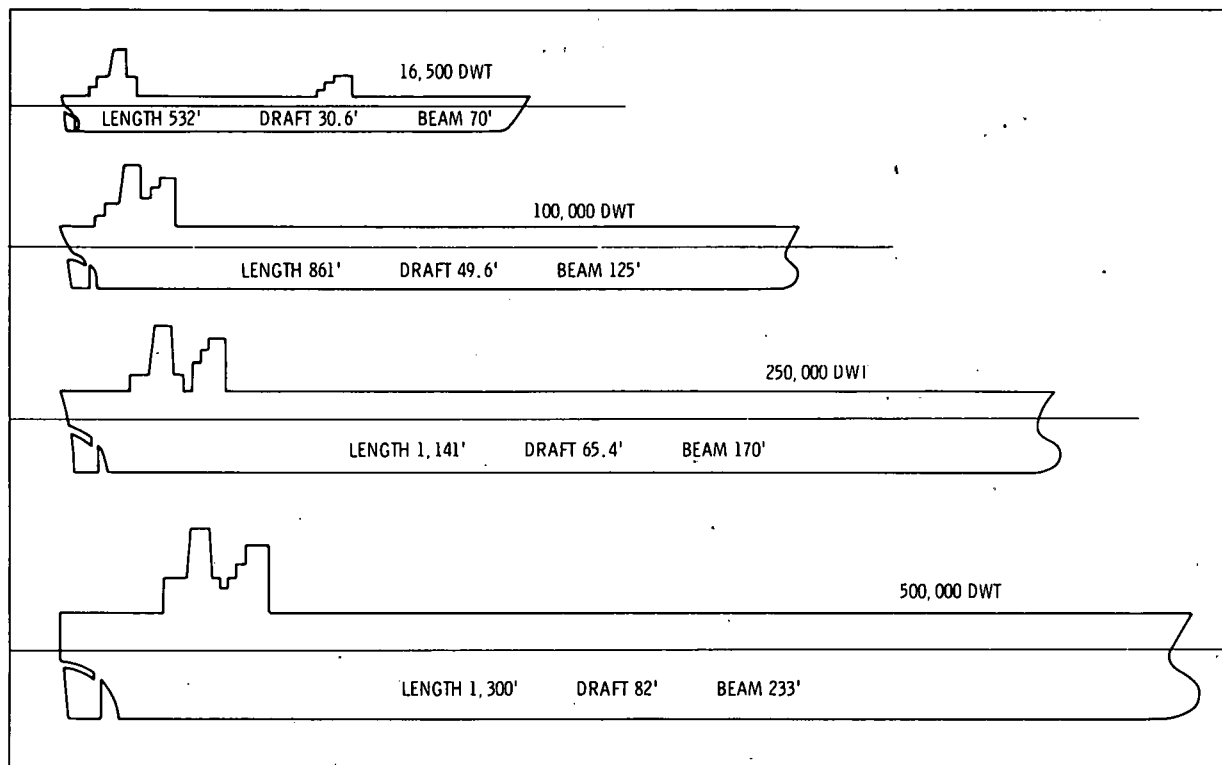 16,500 DWT
LENGTH 532' DRAFT 30.6' BEAM 70'
100,000 DWT
LENGTH 861' DRAFT 49.6' BEAM 125'
250,000 DWT
LENGTH 1,141' DRAFT 65.4' BEAM 170'
500,000 DWT
LENGTH 1,300' DRAFT 82' BEAM 233'